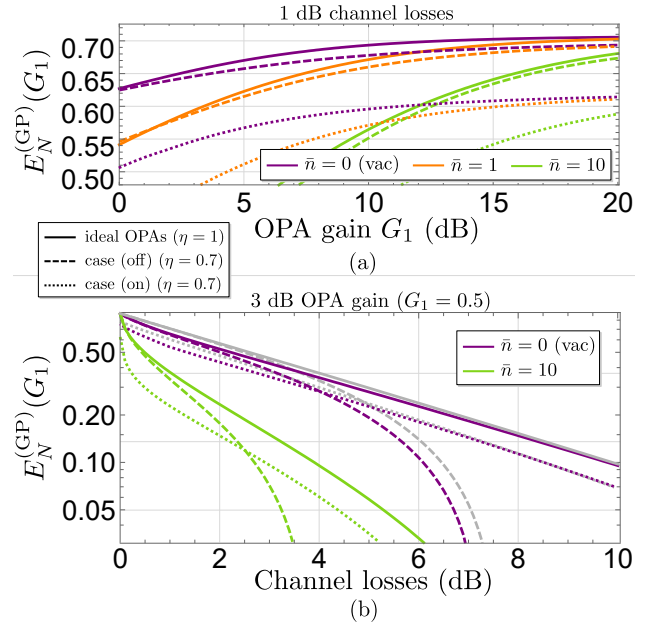 1 dB channel losses
E_N^(GP)(G_1)
0.70
0.65
0.60
0.55
0.50
n̄ = 0 (vac) n̄ = 1 n̄ = 10
0 5 10 15 20
OPA gain G_1 (dB)
(a)
ideal OPAs (η = 1)
case (off) (η = 0.7)
case (on) (η = 0.7)
3 dB OPA gain (G_1 = 0.5)
E_N^(GP)(G_1)
0.50
0.20
0.10
0.05
n̄ = 0 (vac)
n̄ = 10
0 2 4 6 8 10
Channel losses (dB)
(b)